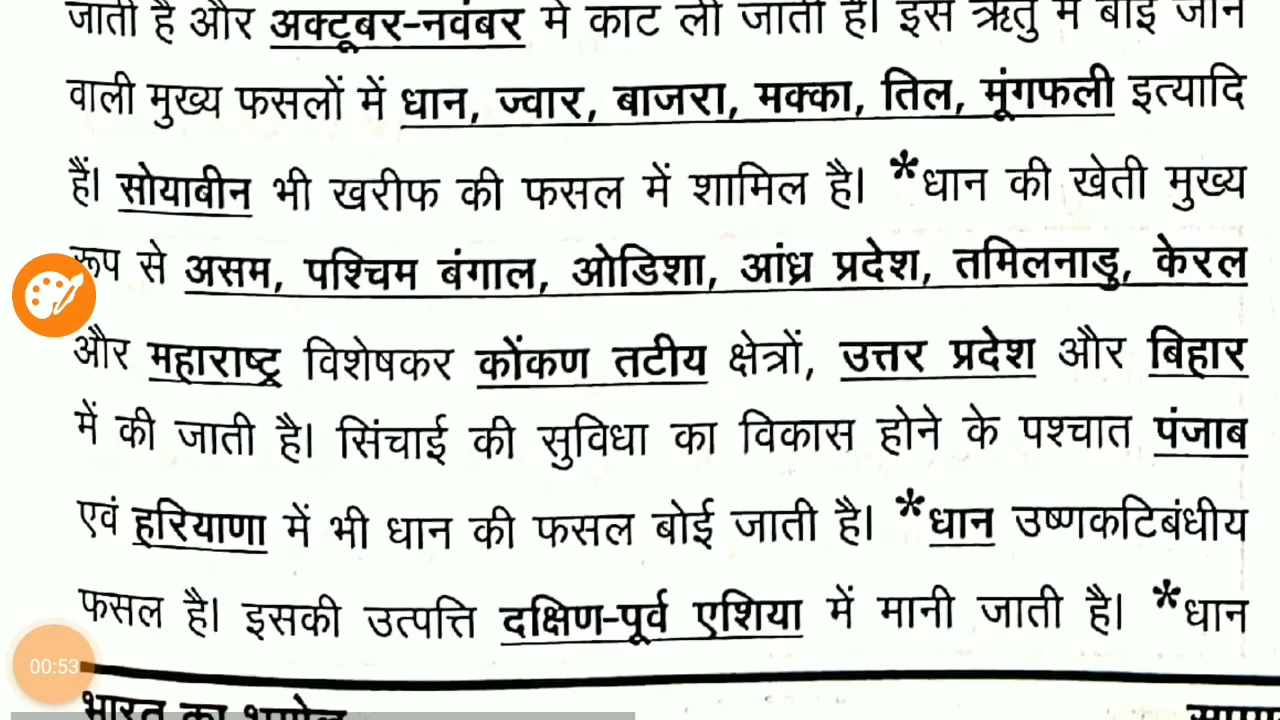 जाती है और अक्टूबर-नवंबर में काट ली जाती है। इस ऋतु में बोई जाने
वाली मुख्य फसलों में धान, ज्वार, बाजरा, मक्का, तिल, मूंगफली इत्यादि
हैं। सोयाबीन भी खरीफ की फसल में शामिल है। *धान की खेती मुख्य
रूप से असम, पश्चिम बंगाल, ओडिशा, आंध्र प्रदेश, तमिलनाडु, केरल
और महाराष्ट्र विशेषकर कोंकण तटीय क्षेत्रों, उत्तर प्रदेश और बिहार
में की जाती है। सिंचाई की सुविधा का विकास होने के पश्चात पंजाब
एवं हरियाणा में भी धान की फसल बोई जाती है। *धान उष्णकटिबंधीय
फसल है। इसकी उत्पत्ति दक्षिण-पूर्व एशिया में मानी जाती है। *धान
00:53
भारत का भूगोल